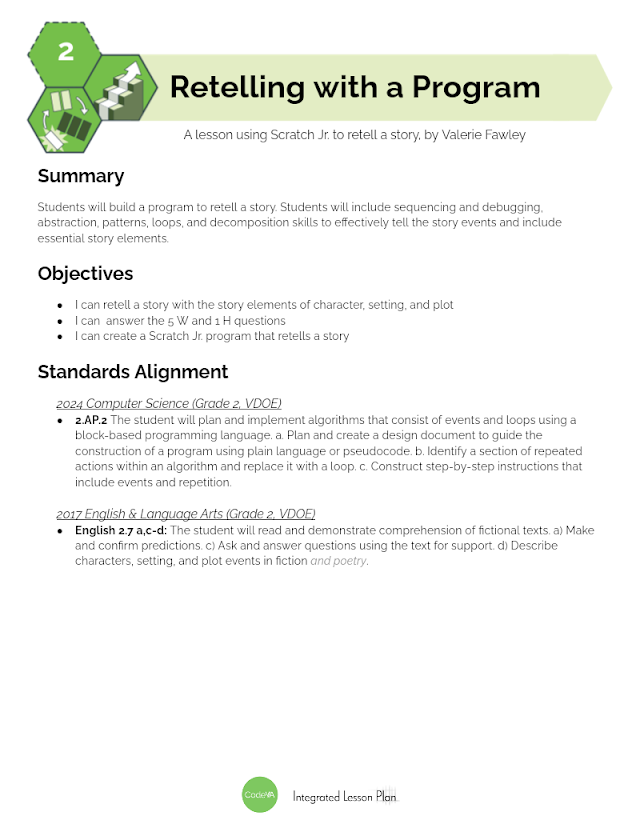 2
Retelling with a Program
A lesson using Scratch Jr. to retell a story, by Valerie Fawley
Summary
Students will build a program to retell a story. Students will include sequencing and debugging,
abstraction, patterns, loops, and decomposition skills to effectively tell the story events and include
essential story elements.
Objectives
● I can retell a story with the story elements of character, setting, and plot
● I can  answer the 5 W and 1 H questions
● I can create a Scratch Jr. program that retells a story
Standards Alignment
2024 Computer Science (Grade 2, VDOE)
● 2.AP.2 The student will plan and implement algorithms that consist of events and loops using a
block-based programming language. a. Plan and create a design document to guide the
construction of a program using plain language or pseudocode. b. Identify a section of repeated
actions within an algorithm and replace it with a loop. c. Construct step-by-step instructions that
include events and repetition.
2017 English & Language Arts (Grade 2, VDOE)
● English 2.7 a,c-d: The student will read and demonstrate comprehension of fictional texts. a) Make
and confirm predictions. c) Ask and answer questions using the text for support. d) Describe
characters, setting, and plot events in fiction and poetry.
CodeVA Integrated Lesson Plan